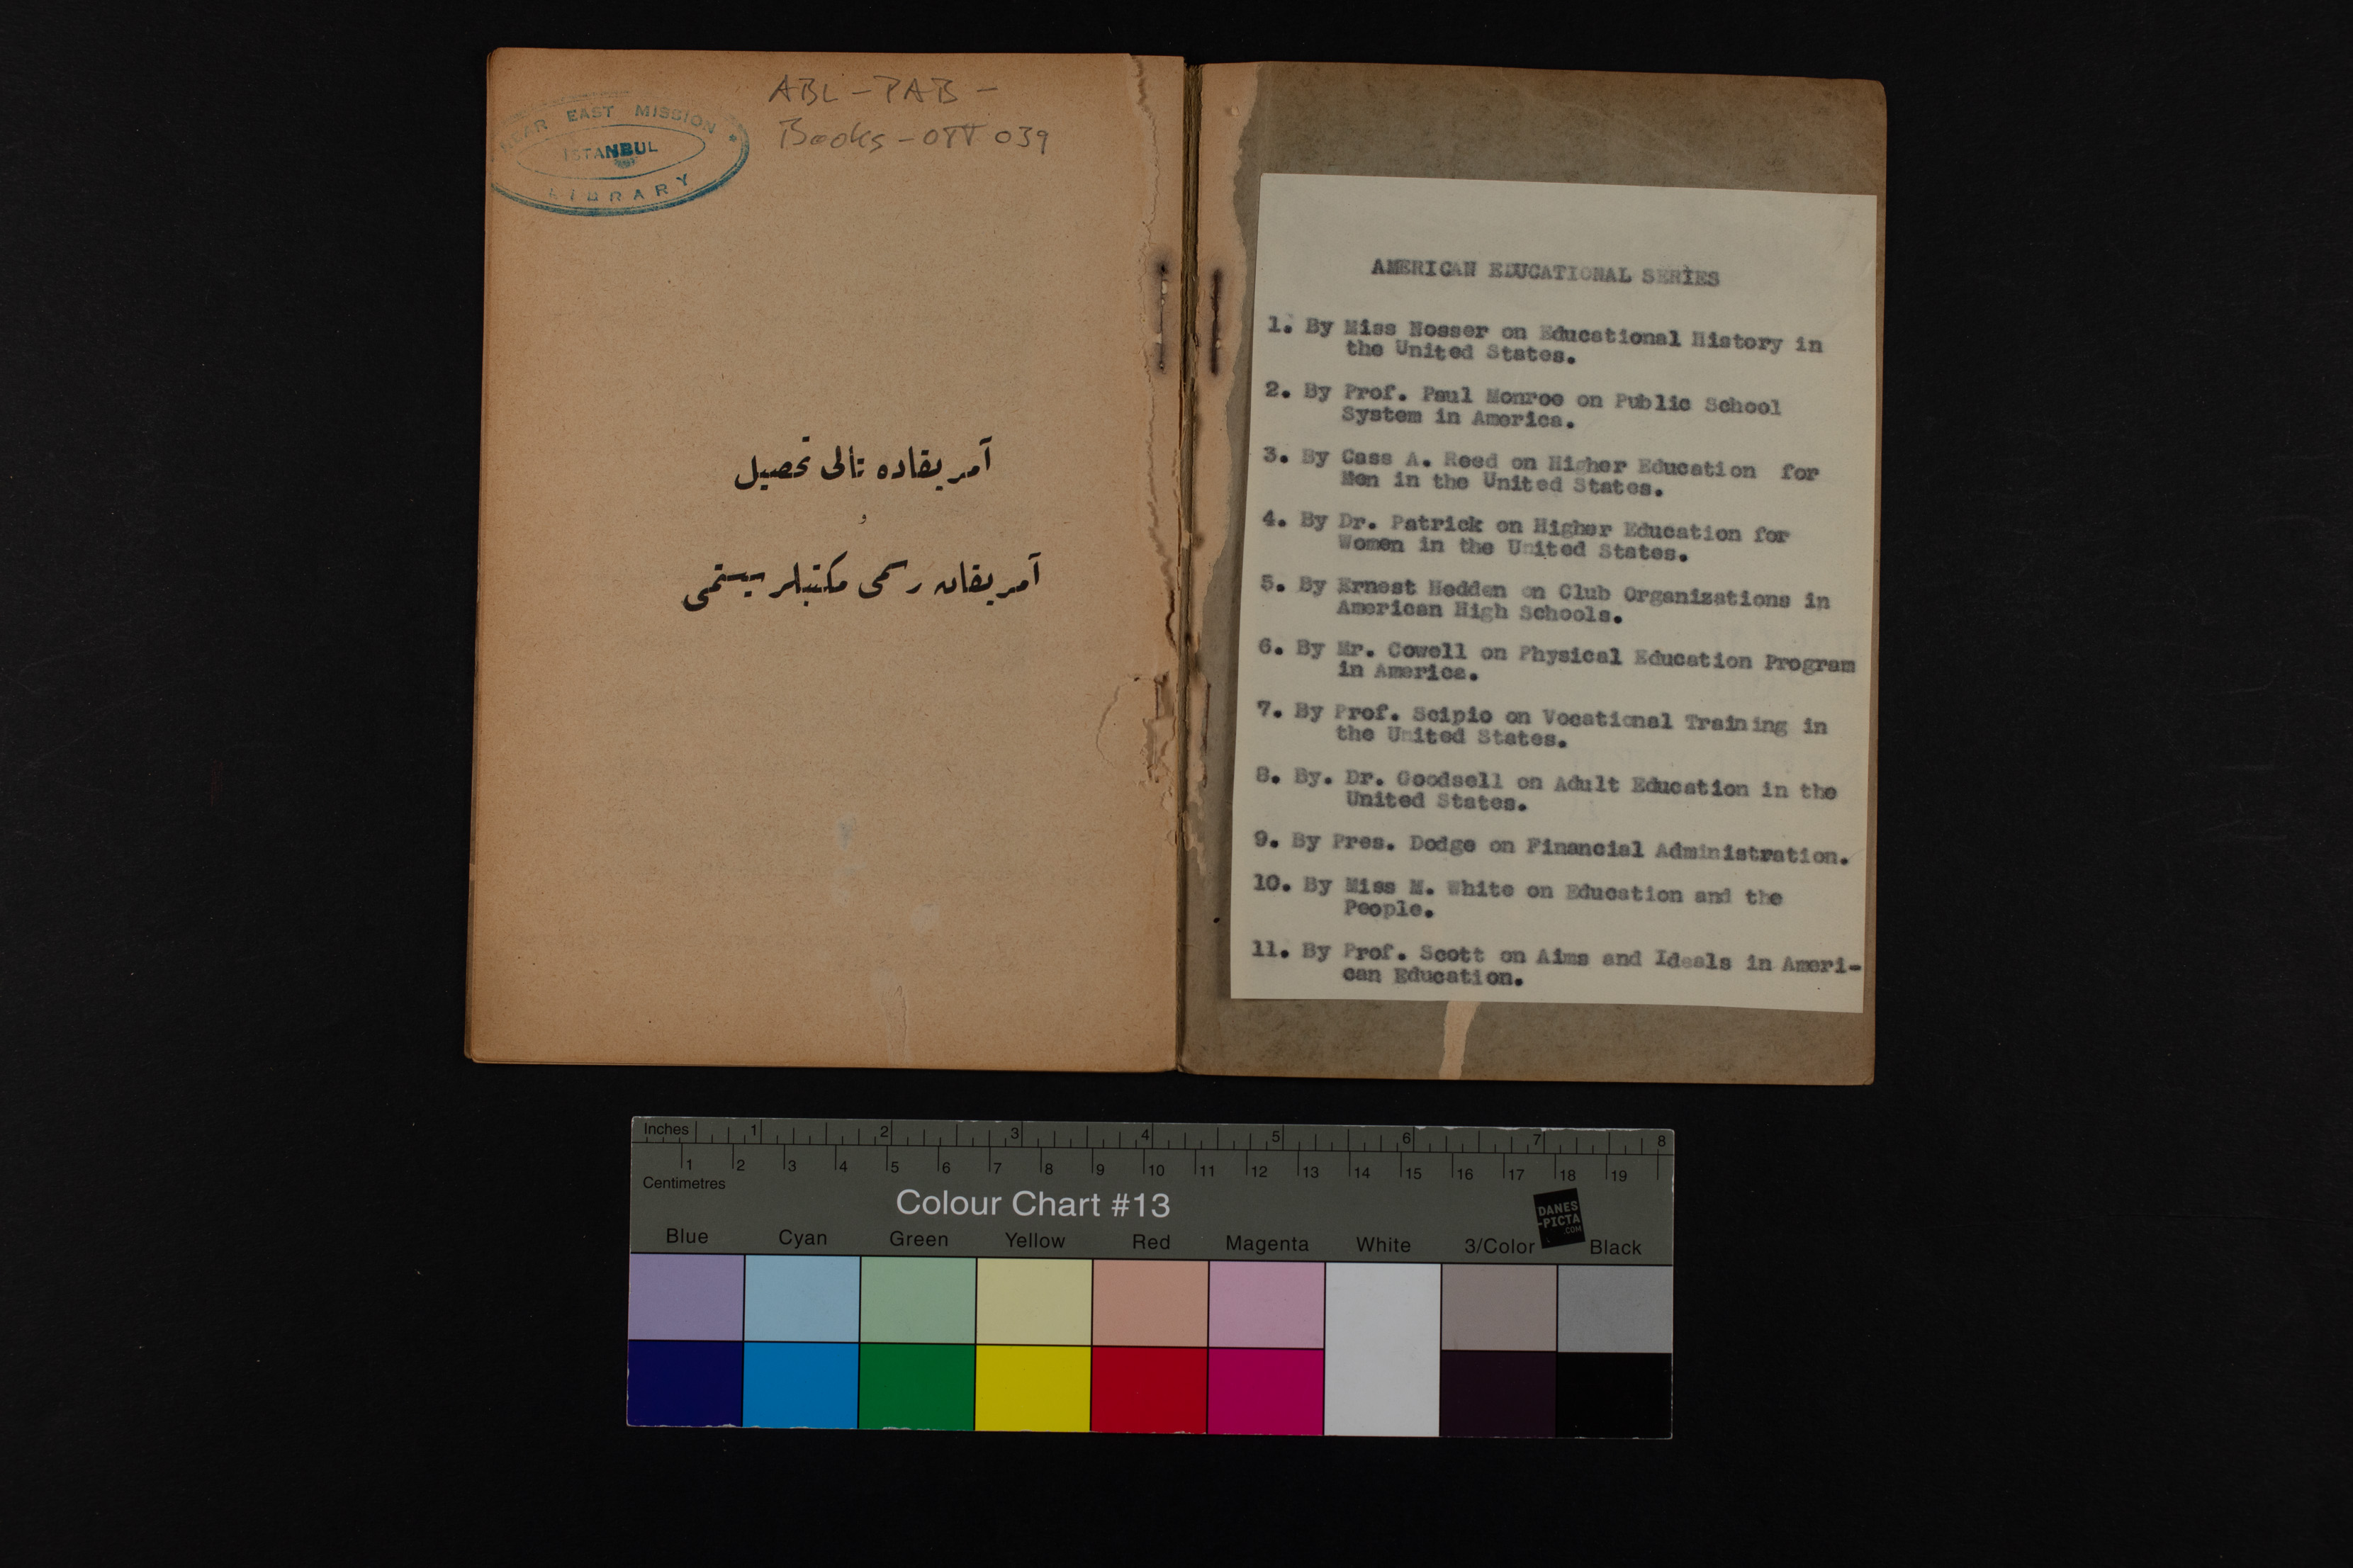 NEAR EAST MISSION *
ISTANBUL
LIBRARY
ABL - PAB -
Books - OTT 039
آمریقاده تالی تحصیل
و
آمریقان رسمی مکتبلر سیستمی
AMERICAN EDUCATIONAL SERIES
1. By Miss Nosser on Educational History in
the United States.
2. By Prof. Paul Monroe on Public School
System in America.
3. By Cass A. Reed on Higher Education for
Men in the United States.
4. By Dr. Patrick on Higher Education for
Women in the United States.
5. By Ernest Hedden on Club Organizations in
American High Schools.
6. By Mr. Cowell on Physical Education Program
in America.
7. By Prof. Scipio on Vocational Training in
the United States.
8. By. Dr. Goodsell on Adult Education in the
United States.
9. By Pres. Dodge on Financial Administration.
10. By Miss M. White on Education and the
People.
11. By Prof. Scott on Aims and Ideals in Ameri-
can Education.
Inches 1 2 3 4 5 6 7 8
1 2 3 4 5 6 7 8 9 10 11 12 13 14 15 16 17 18 19
Centimetres
Colour Chart #13
DANES
-PICTA
.COM
Blue Cyan Green Yellow Red Magenta White 3/Color Black